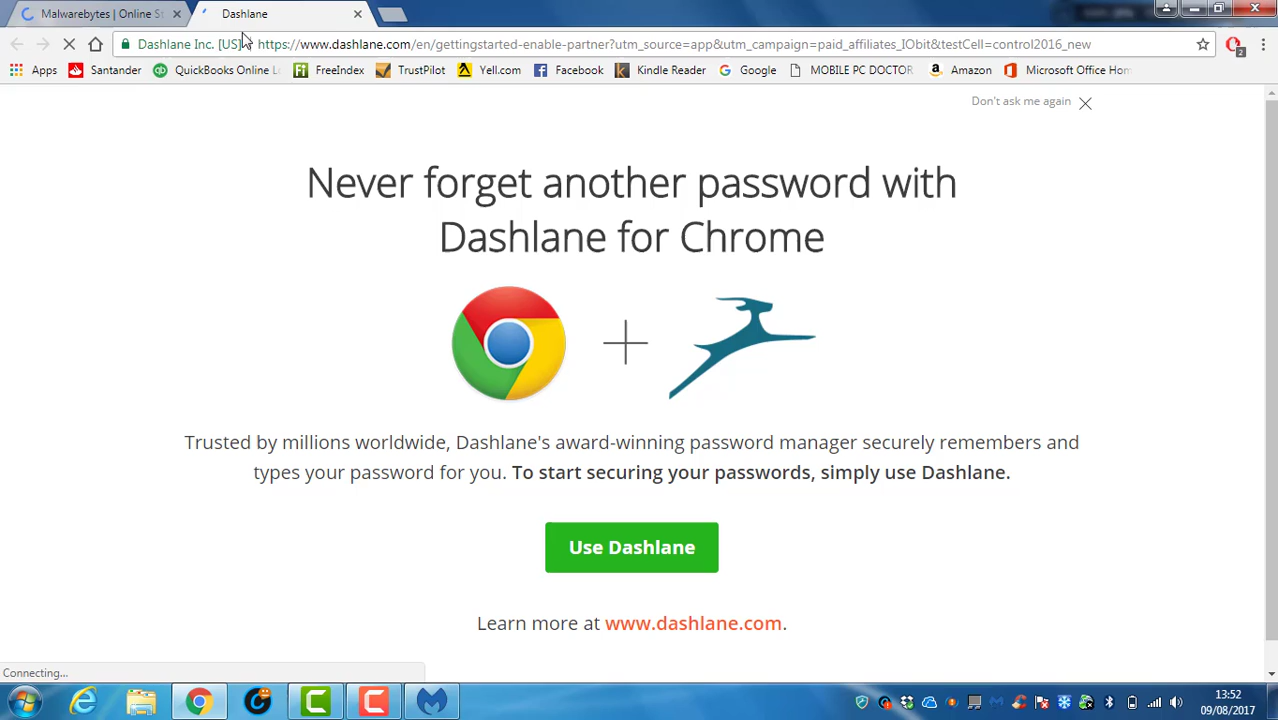 Malwarebytes | Online St
Dashlane
Dashlane Inc. [US]
https://www.dashlane.com/en/gettingstarted-enable-partner?utm_source=app&utm_campaign=paid_affiliates_IObit&testCell=control2016_new
2
Apps
Santander
QuickBooks Online L
FreeIndex
TrustPilot
Yell.com
Facebook
Kindle Reader
Google
MOBILE PC DOCTOR
Amazon
Microsoft Office Hom
Don't ask me again
Never forget another password with
Dashlane for Chrome
Trusted by millions worldwide, Dashlane's award-winning password manager securely remembers and
types your password for you. To start securing your passwords, simply use Dashlane.
Use Dashlane
Learn more at www.dashlane.com.
Connecting...
13:52
09/08/2017